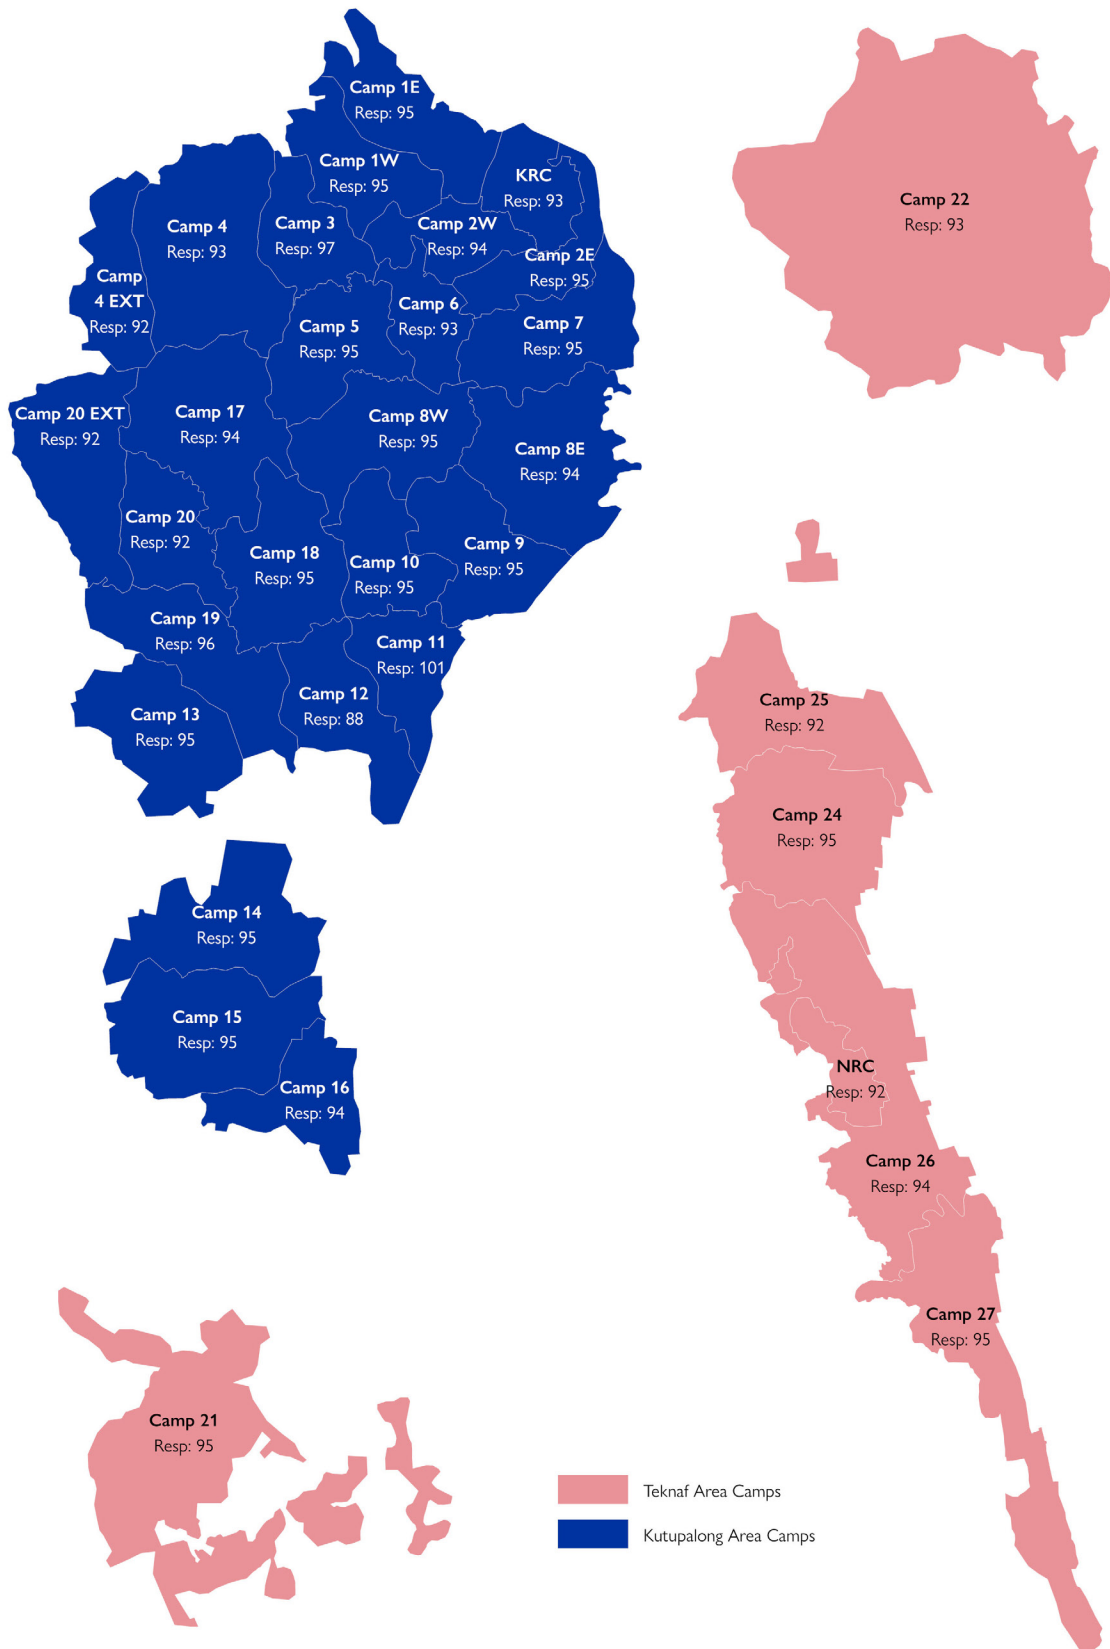 Camp 1E
Resp: 95
Camp 1W
Resp: 95
KRC
Resp: 93
Camp 22
Resp: 93
Camp 4
Resp: 93
Camp 3
Resp: 97
Camp 2W
Resp: 94
Camp 2E
Resp: 95
Camp
4 EXT
Resp: 92
Camp 6
Resp: 93
Camp 5
Resp: 95
Camp 7
Resp: 95
Camp 20 EXT
Resp: 92
Camp 17
Resp: 94
Camp 8W
Resp: 95
Camp 8E
Resp: 94
Camp 20
Resp: 92
Camp 18
Resp: 95
Camp 10
Resp: 95
Camp 9
Resp: 95
Camp 19
Resp: 96
Camp 11
Resp: 101
Camp 12
Resp: 88
Camp 13
Resp: 95
Camp 25
Resp: 92
Camp 24
Resp: 95
Camp 14
Resp: 95
Camp 15
Resp: 95
Camp 16
Resp: 94
NRC
Resp: 92
Camp 26
Resp: 94
Camp 27
Resp: 95
Camp 21
Resp: 95
Teknaf Area Camps
Kutupalong Area Camps